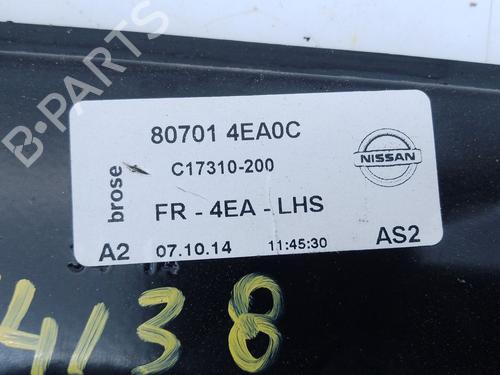 80701 4EA0C
C17310-200
NISSAN
brose
FR - 4EA - LHS
A2 07.10.14 11:45:30 AS2
4138
B-PARTS